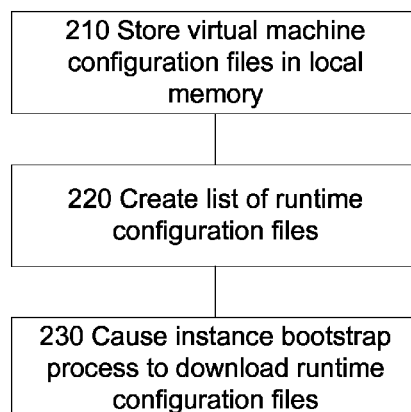 210 Store virtual machine
configuration files in local
memory
220 Create list of runtime
configuration files
230 Cause instance bootstrap
process to download runtime
configuration files